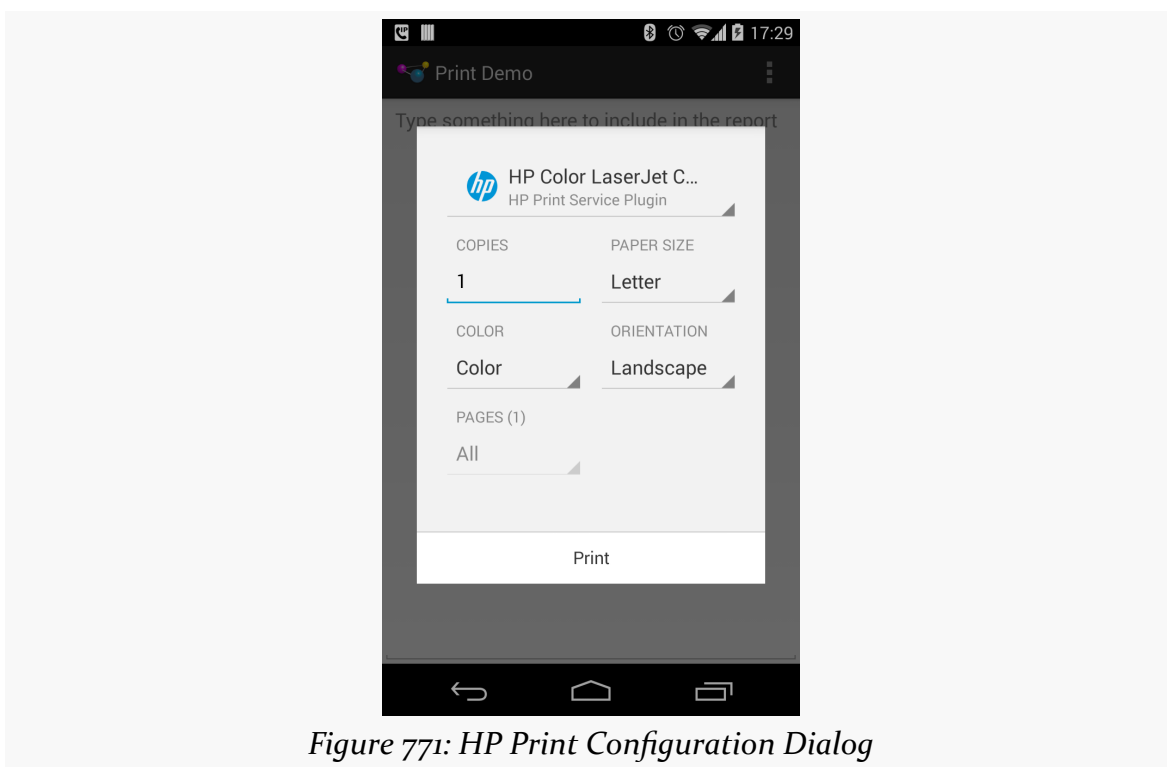 17:29
Print Demo
Type something here to include in the report
hp
HP Color LaserJet C...
HP Print Service Plugin
COPIES
PAPER SIZE
1
Letter
COLOR
ORIENTATION
Color
Landscape
PAGES (1)
All
Print
Figure 771: HP Print Configuration Dialog